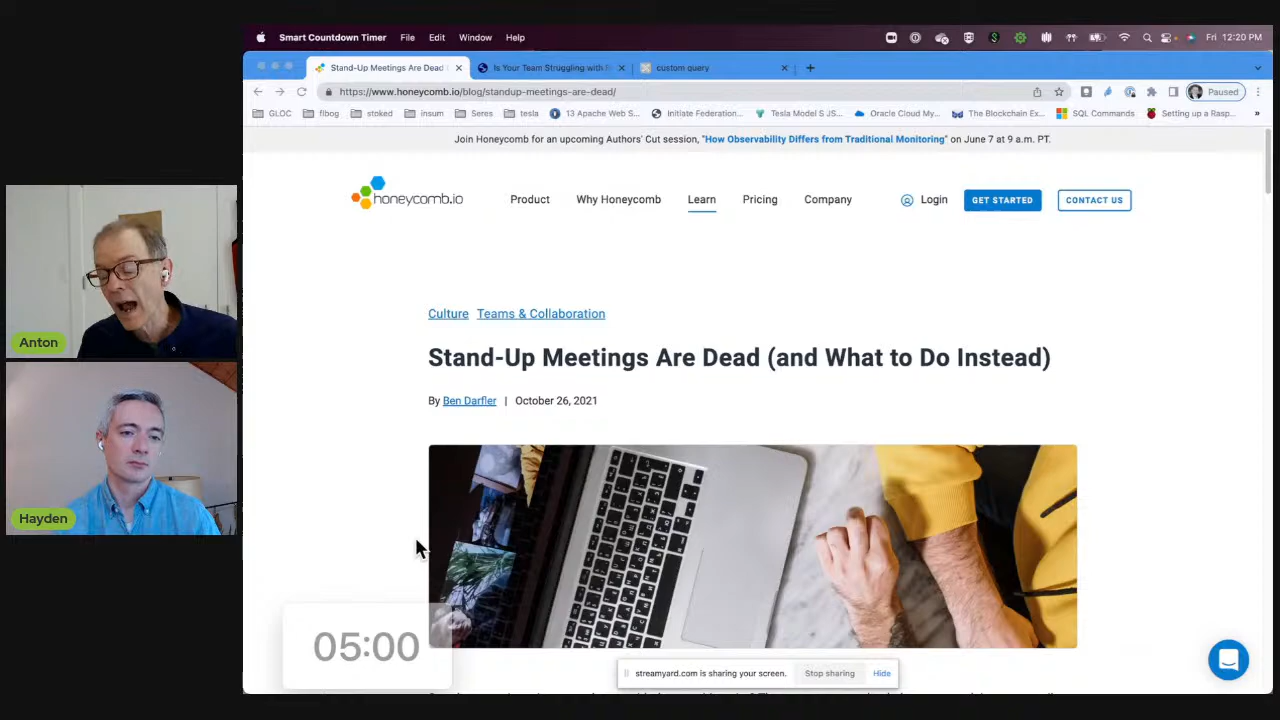 Smart Countdown Timer File Edit Window Help
Fri 12:20 PM
Stand-Up Meetings Are Dead
Is Your Team Struggling with
custom query
https://www.honeycomb.io/blog/standup-meetings-are-dead/
Paused
GLOC flbog stoked insum Seres tesla 13 Apache Web S... Initiate Federation... Tesla Model S JS... Oracle Cloud My... The Blockchain Ex... SQL Commands Setting up a Rasp... »
Join Honeycomb for an upcoming Authors' Cut session, "How Observability Differs from Traditional Monitoring" on June 7 at 9 a.m. PT.
honeycomb.io Product Why Honeycomb Learn Pricing Company Login GET STARTED CONTACT US
Culture Teams & Collaboration
Stand-Up Meetings Are Dead (and What to Do Instead)
By Ben Darfler | October 26, 2021
Anton
Hayden
05:00
streamyard.com is sharing your screen. Stop sharing Hide